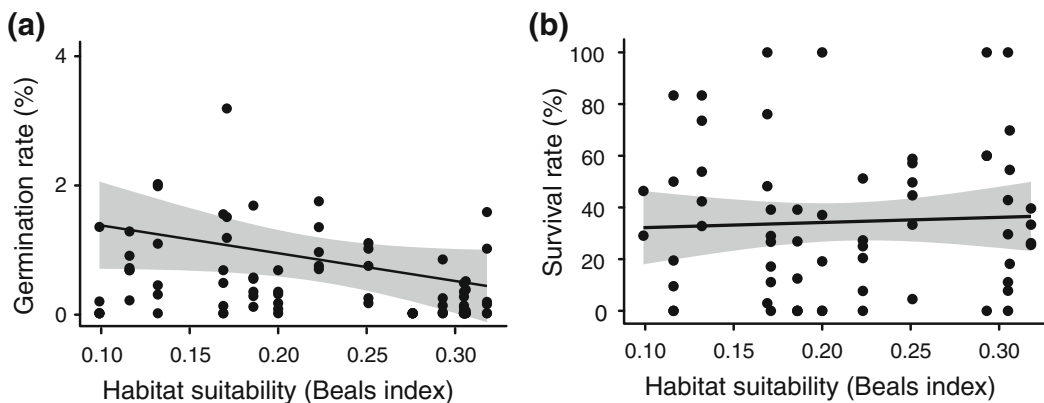 (a)
Germination rate (%)
4
2
0
0.10 0.15 0.20 0.25 0.30
Habitat suitability (Beals index)
(b)
Survival rate (%)
100
80
60
40
20
0
0.10 0.15 0.20 0.25 0.30
Habitat suitability (Beals index)